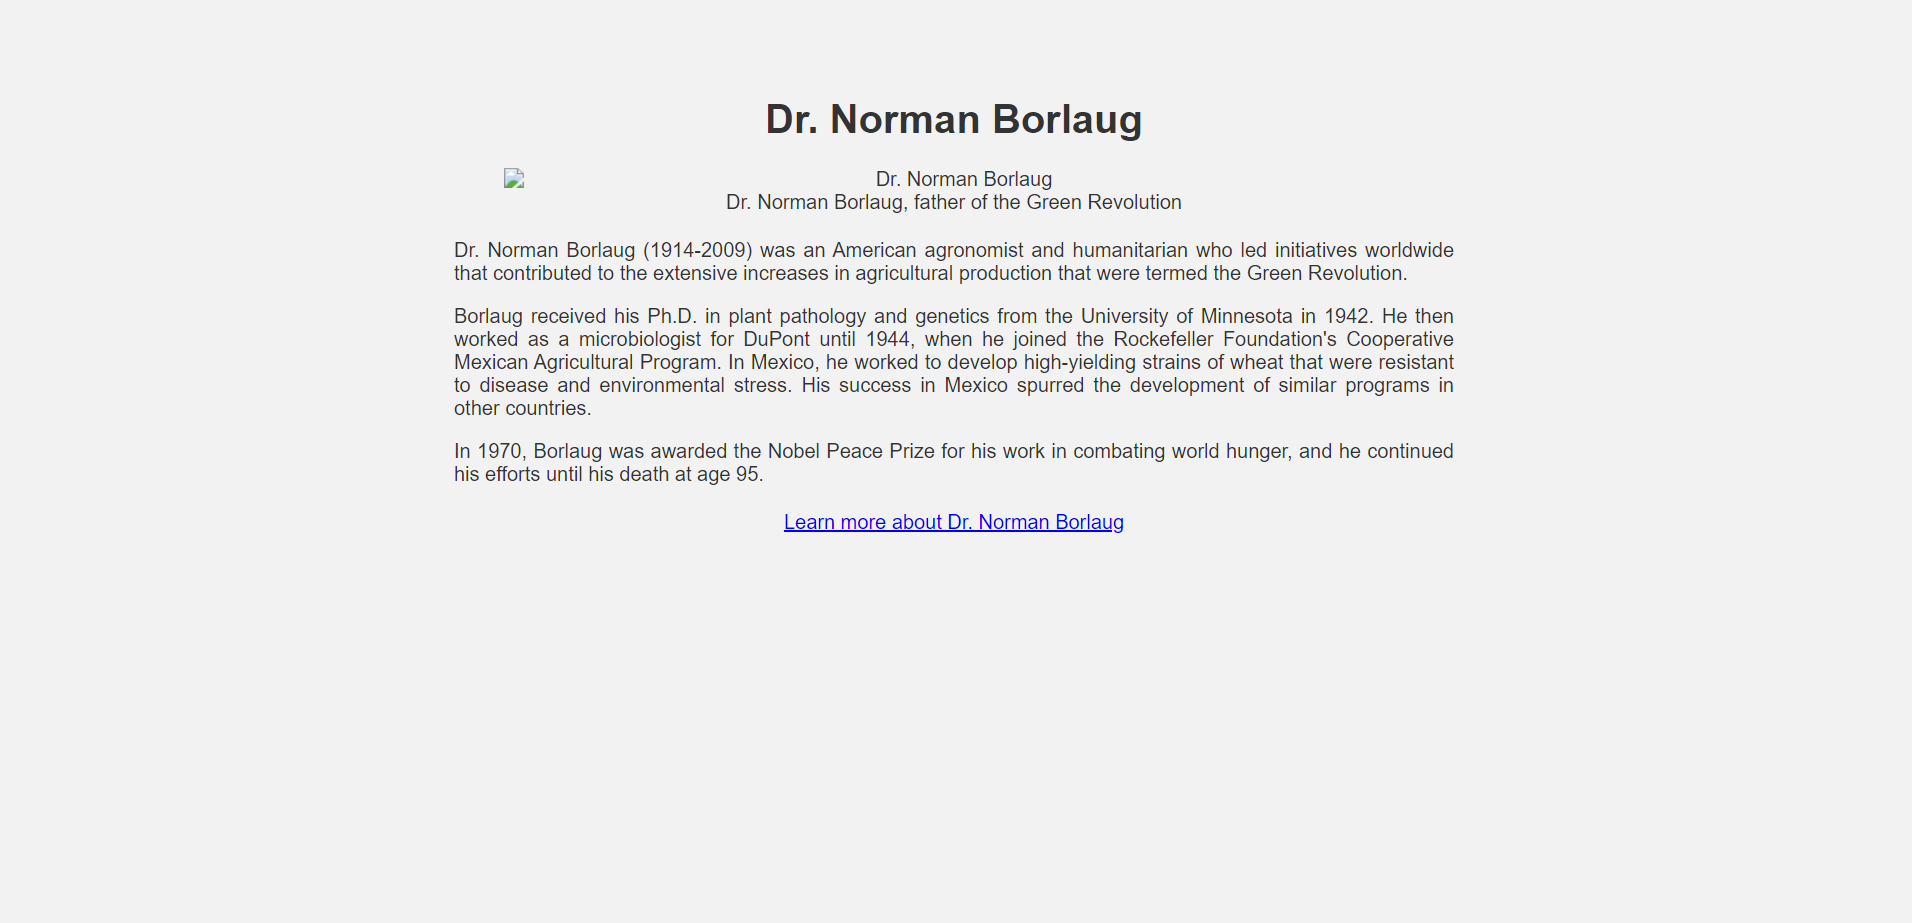 Dr. Norman Borlaug
Dr. Norman Borlaug
Dr. Norman Borlaug, father of the Green Revolution
Dr. Norman Borlaug (1914-2009) was an American agronomist and humanitarian who led initiatives worldwide
that contributed to the extensive increases in agricultural production that were termed the Green Revolution.
Borlaug received his Ph.D. in plant pathology and genetics from the University of Minnesota in 1942. He then
worked as a microbiologist for DuPont until 1944, when he joined the Rockefeller Foundation's Cooperative
Mexican Agricultural Program. In Mexico, he worked to develop high-yielding strains of wheat that were resistant
to disease and environmental stress. His success in Mexico spurred the development of similar programs in
other countries.
In 1970, Borlaug was awarded the Nobel Peace Prize for his work in combating world hunger, and he continued
his efforts until his death at age 95.
Learn more about Dr. Norman Borlaug